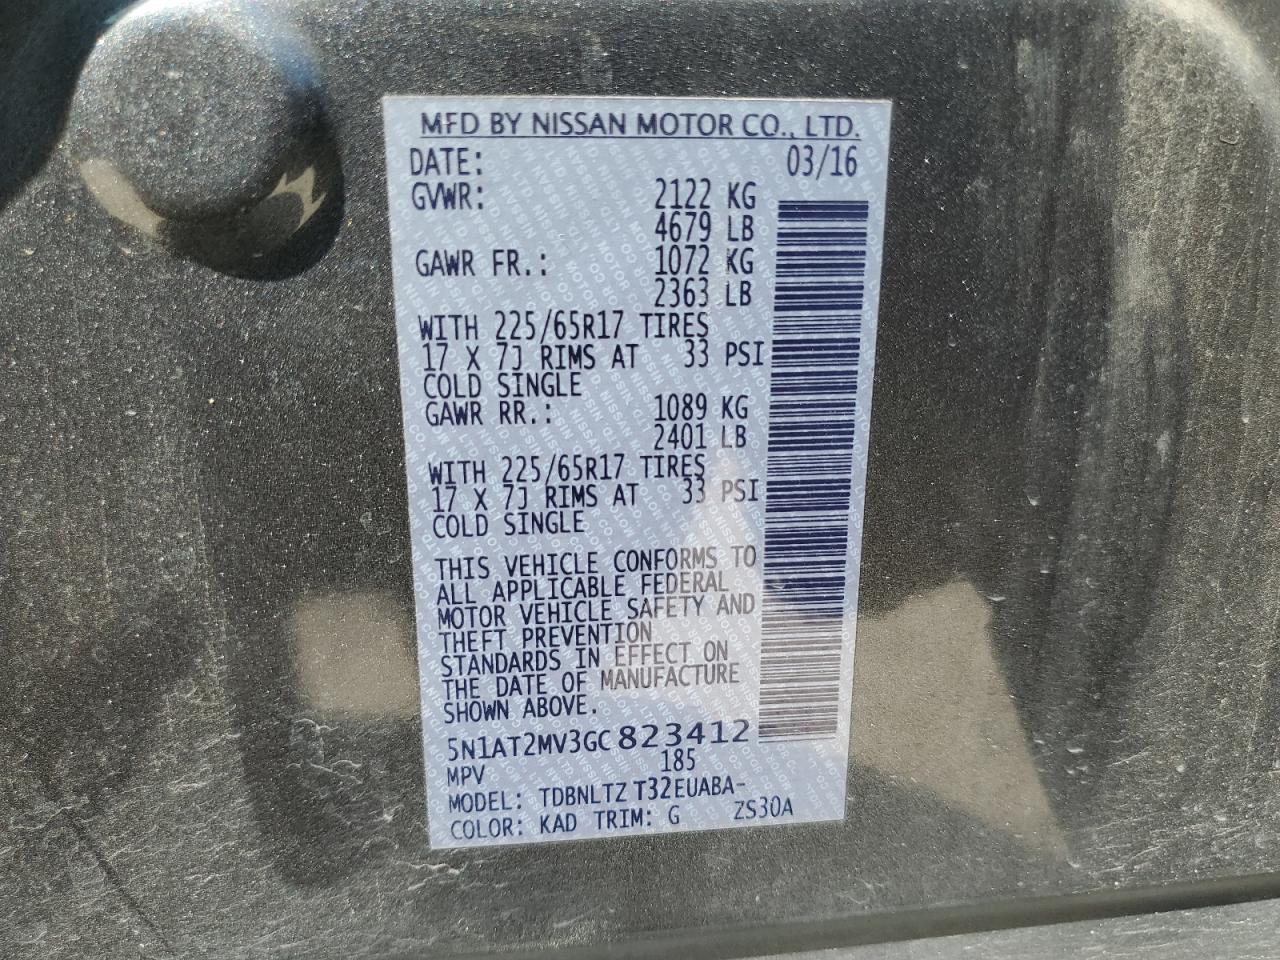 MFD BY NISSAN MOTOR CO., LTD.
DATE: 03/16
GVWR: 2122 KG
4679 LB
GAWR FR.: 1072 KG
2363 LB
WITH 225/65R17 TIRES
17 X 7J RIMS AT 33 PSI
COLD SINGLE
GAWR RR.: 1089 KG
2401 LB
WITH 225/65R17 TIRES
17 X 7J RIMS AT 33 PSI
COLD SINGLE
THIS VEHICLE CONFORMS TO
ALL APPLICABLE FEDERAL
MOTOR VEHICLE SAFETY AND
THEFT PREVENTION
STANDARDS IN EFFECT ON
THE DATE OF MANUFACTURE
SHOWN ABOVE.
5N1AT2MV3GC823412
MPV 185
MODEL: TDBNLTZ T32EUABA-
COLOR: KAD TRIM: G ZS30A